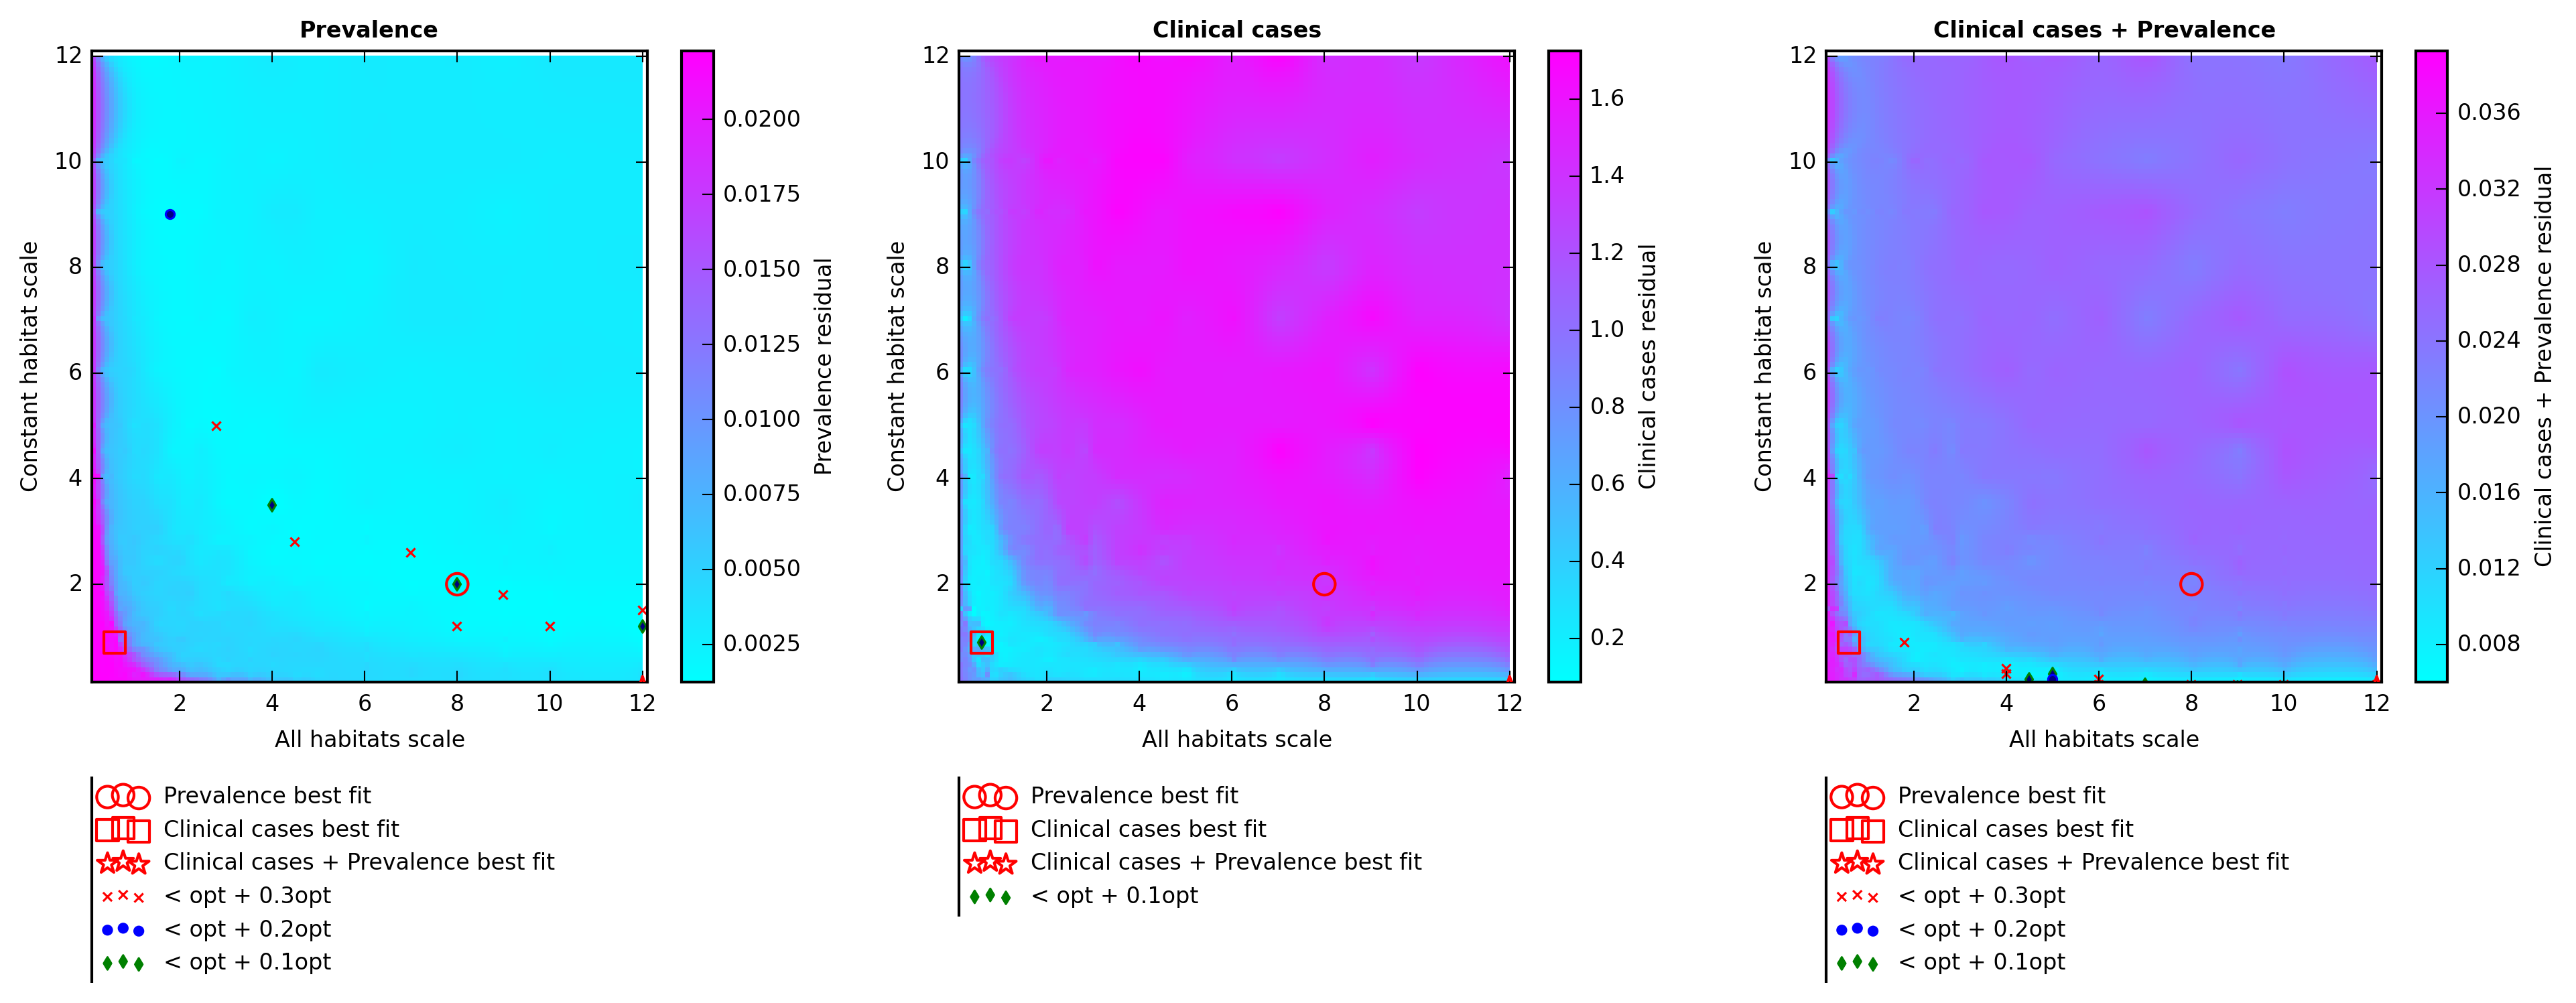 Prevalence
Constant habitat scale
12
10
8
6
4
2
2 4 6 8 10 12
All habitats scale
0.0200
0.0175
0.0150
0.0125
0.0100
0.0075
0.0050
0.0025
Prevalence residual
Prevalence best fit
Clinical cases best fit
Clinical cases + Prevalence best fit
< opt + 0.3opt
< opt + 0.2opt
< opt + 0.1opt
Clinical cases
Constant habitat scale
12
10
8
6
4
2
2 4 6 8 10 12
All habitats scale
1.6
1.4
1.2
1.0
0.8
0.6
0.4
0.2
Clinical cases residual
Prevalence best fit
Clinical cases best fit
Clinical cases + Prevalence best fit
< opt + 0.1opt
Clinical cases + Prevalence
Constant habitat scale
12
10
8
6
4
2
2 4 6 8 10 12
All habitats scale
0.036
0.032
0.028
0.024
0.020
0.016
0.012
0.008
Clinical cases + Prevalence residual
Prevalence best fit
Clinical cases best fit
Clinical cases + Prevalence best fit
< opt + 0.3opt
< opt + 0.2opt
< opt + 0.1opt